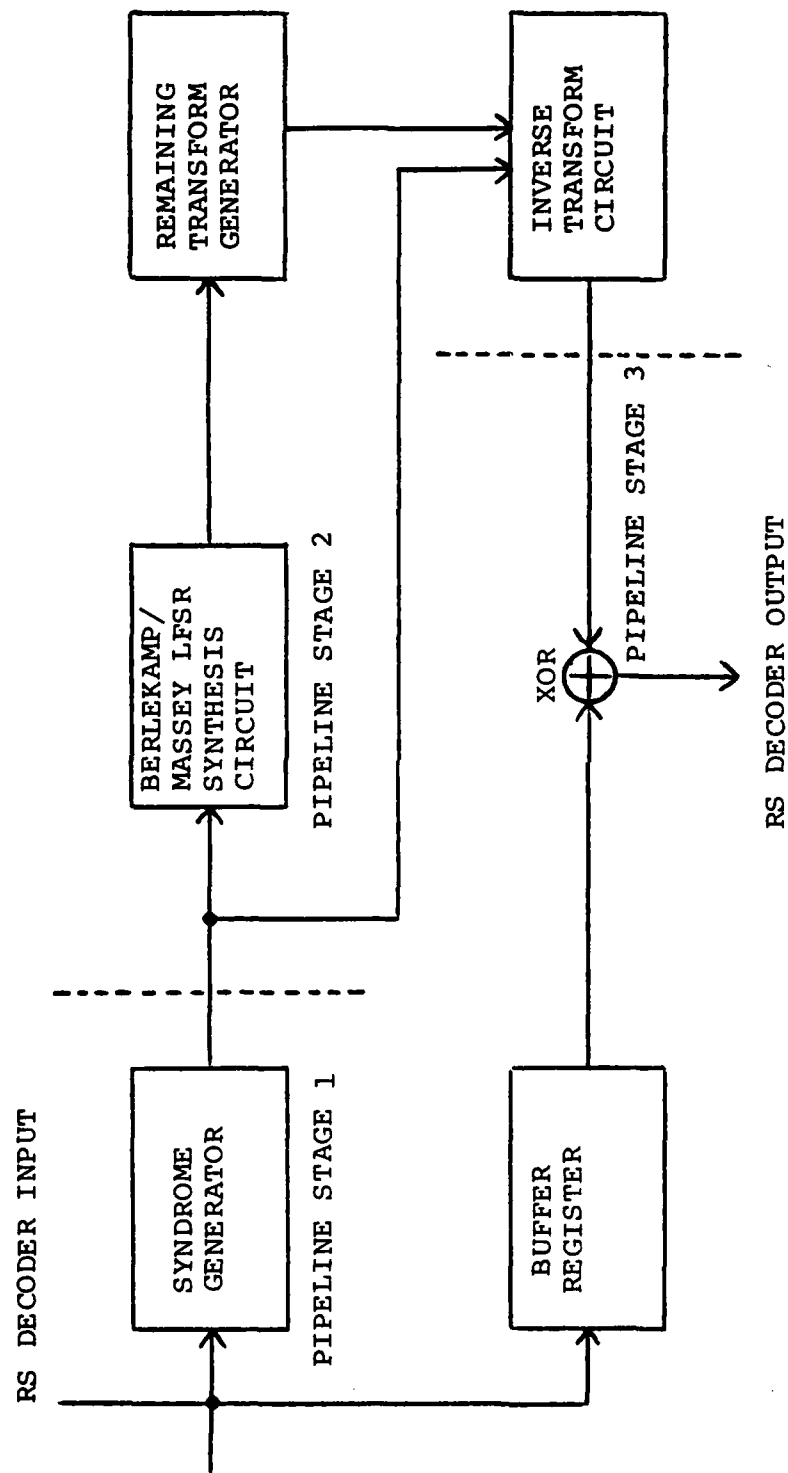 RS DECODER INPUT
SYNDROME
GENERATOR
PIPELINE STAGE 1
BERLEKAMP/
MASSEY LFSR
SYNTHESIS
CIRCUIT
PIPELINE STAGE 2
REMAINING
TRANSFORM
GENERATOR
BUFFER
REGISTER
XOR
INVERSE
TRANSFORM
CIRCUIT
PIPELINE STAGE 3
RS DECODER OUTPUT